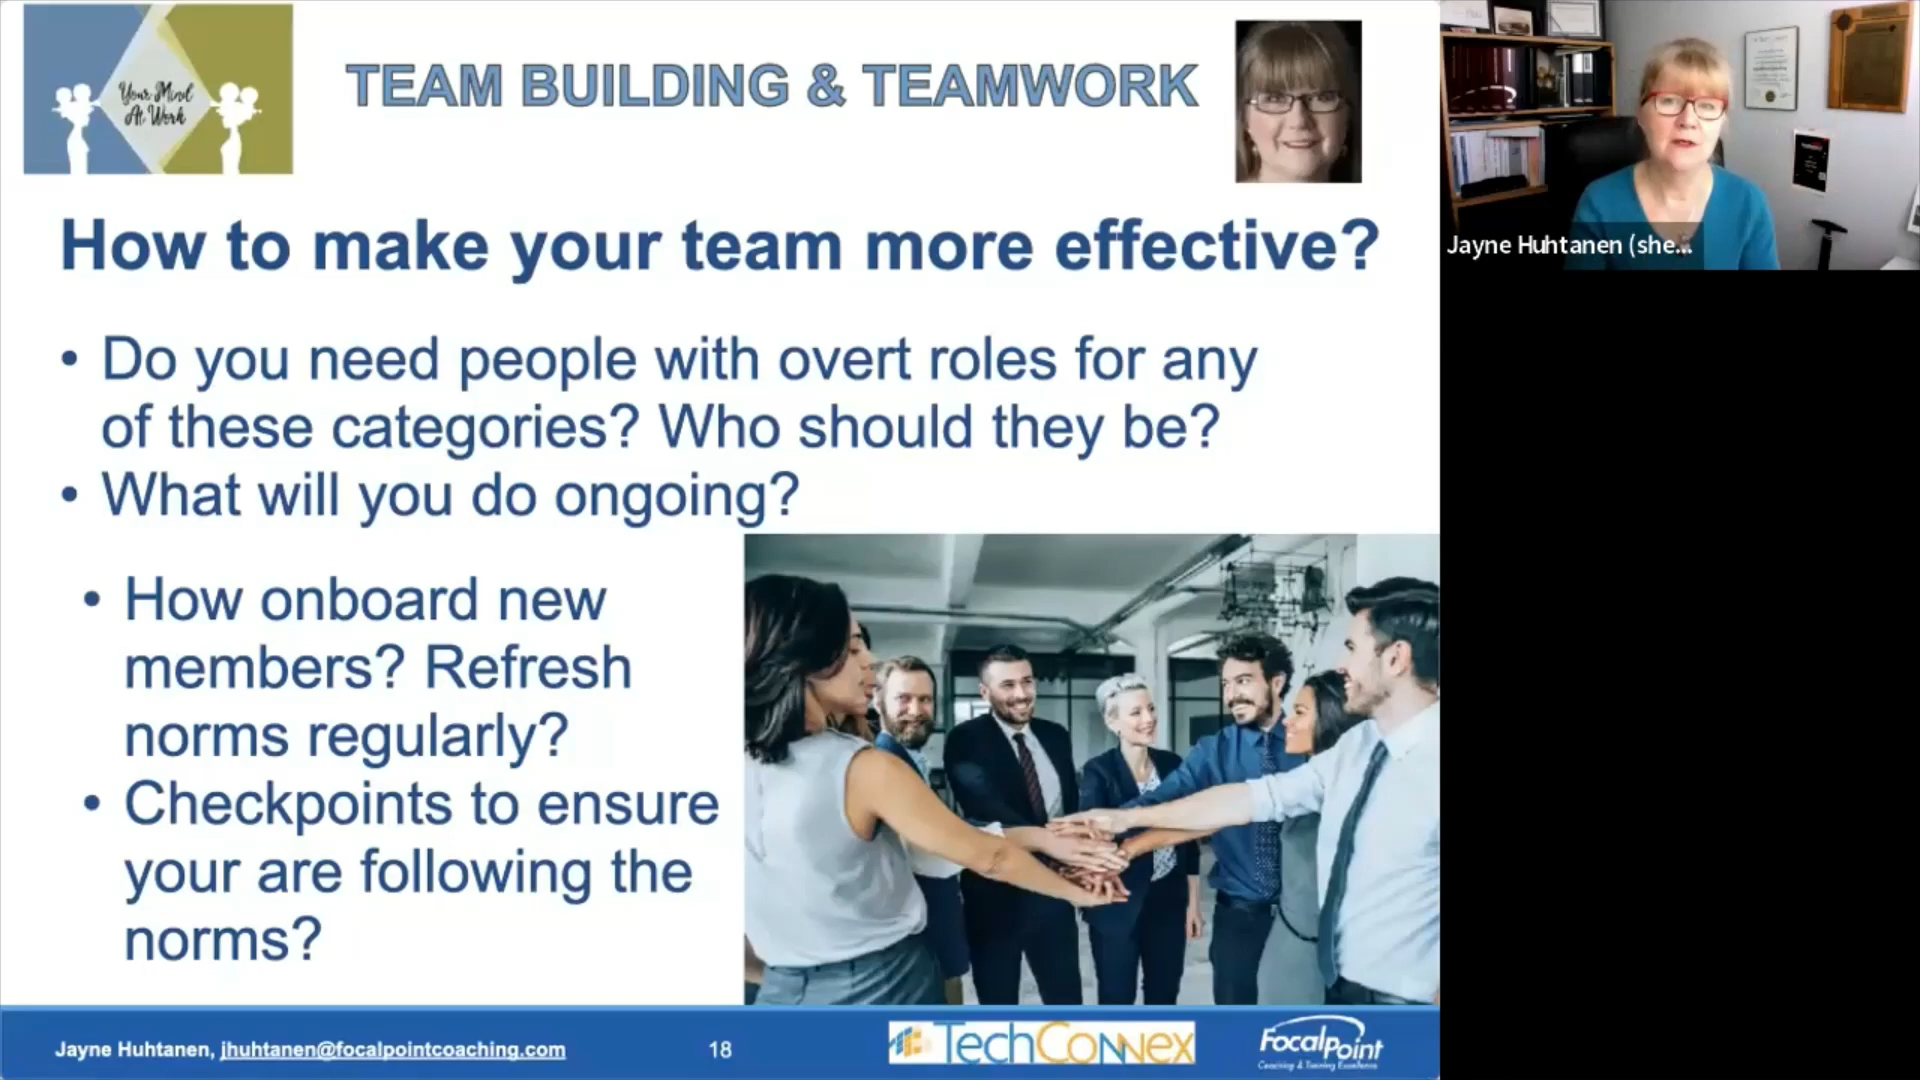 Your Mind
At Work
TEAM BUILDING & TEAMWORK
How to make your team more effective?
• Do you need people with overt roles for any
of these categories? Who should they be?
• What will you do ongoing?
• How onboard new
members? Refresh
norms regularly?
• Checkpoints to ensure
your are following the
norms?
Jayne Huhtanen, jhuhtanen@focalpointcoaching.com
18
TechConnex
FocalPoint
Coaching & Training Excellence
Jayne Huhtanen (she...